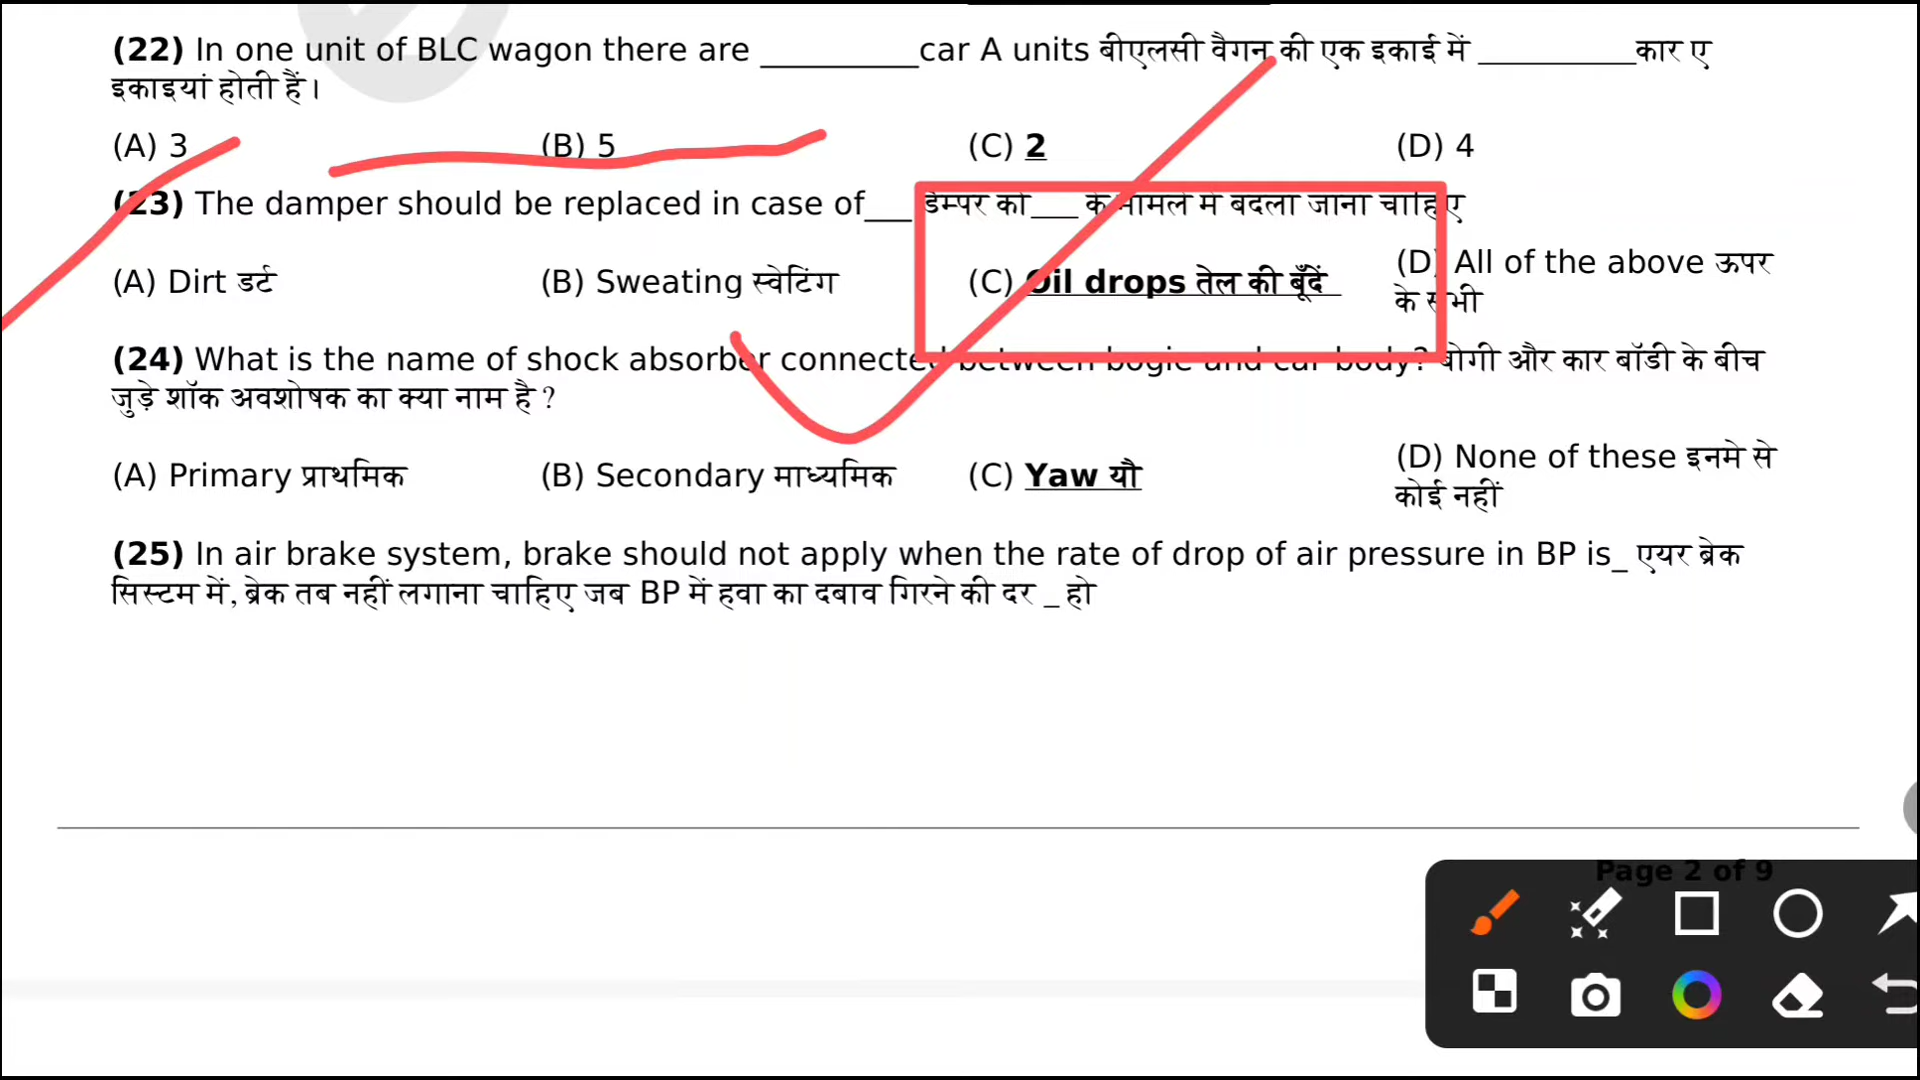 (22) In one unit of BLC wagon there are __________car A units बीएलसी वैगन की एक इकाई में __________कार ए
इकाइयां होती हैं।
(A) 3 (B) 5 (C) 2 (D) 4
(23) The damper should be replaced in case of___ डैम्पर को___ के मामले में बदला जाना चाहिए
(A) Dirt डर्ट (B) Sweating स्वेटिंग (C) Oil drops तेल की बूँदें (D) All of the above ऊपर
के सभी
(24) What is the name of shock absorber connected between bogie and car body? बोगी और कार बॉडी के बीच
जुड़े शॉक अवशोषक का क्या नाम है ?
(A) Primary प्राथमिक (B) Secondary माध्यमिक (C) Yaw यौ (D) None of these इनमे से
कोई नहीं
(25) In air brake system, brake should not apply when the rate of drop of air pressure in BP is_ एयर ब्रेक
सिस्टम में, ब्रेक तब नहीं लगाना चाहिए जब BP में हवा का दबाव गिरने की दर _ हो
Page 2 of 9